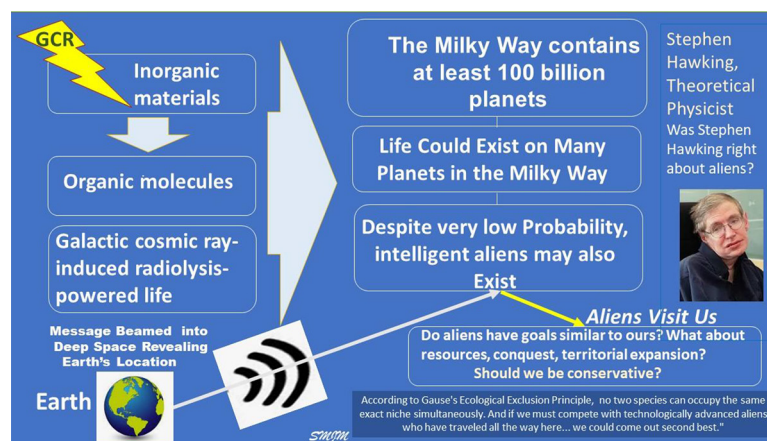 GCR
Inorganic
materials
Organic molecules
Galactic cosmic ray-
induced radiolysis-
powered life
Message Beamed into
Deep Space Revealing
Earth's Location
Earth
The Milky Way contains
at least 100 billion
planets
Life Could Exist on Many
Planets in the Milky Way
Despite very low Probability,
intelligent aliens may also
Exist
Stephen
Hawking,
Theoretical
Physicist
Was Stephen
Hawking right
about aliens?
Aliens Visit Us
Do aliens have goals similar to ours? What about
resources, conquest, territorial expansion?
Should we be conservative?
According to Gause's Ecological Exclusion Principle, no two species can occupy the same
exact niche simultaneously. And if we must compete with technologically advanced aliens
who have traveled all the way here... we could come out second best."
SMJM